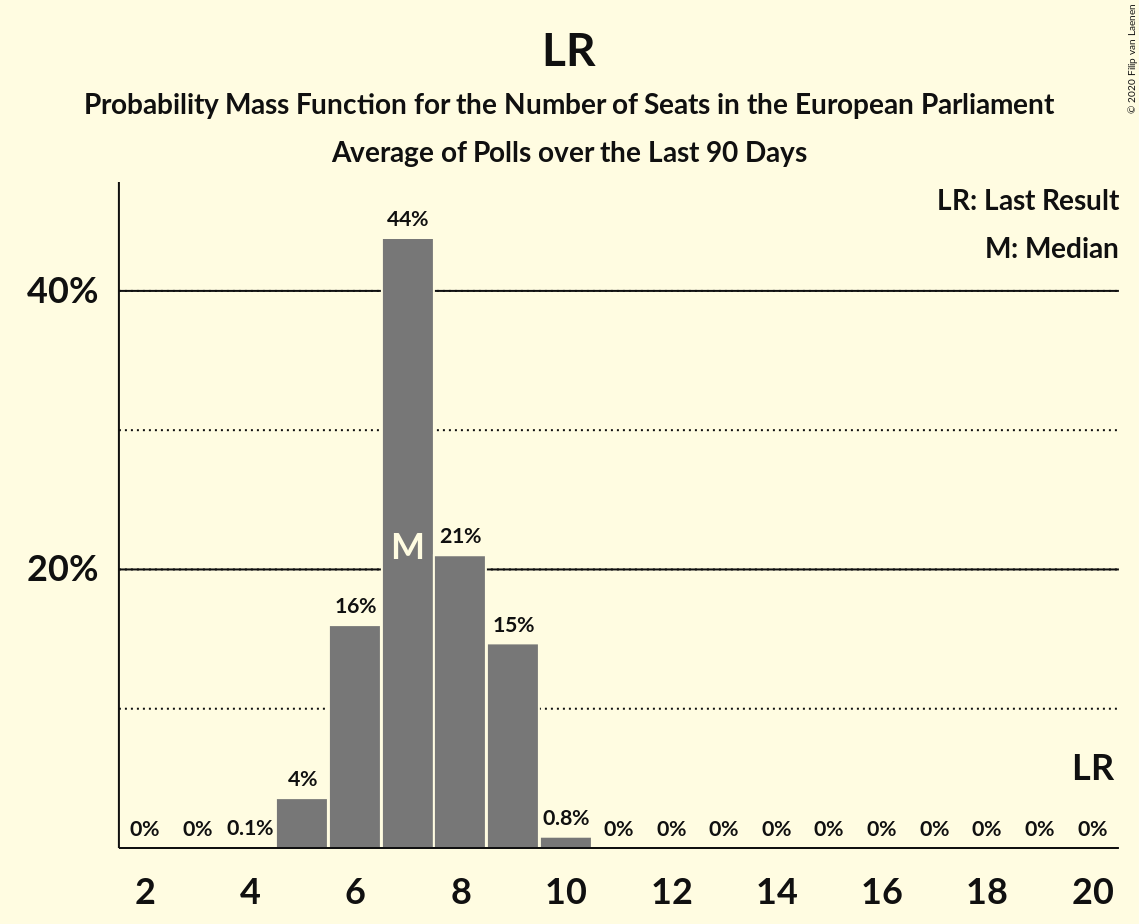 LR
Probability Mass Function for the Number of Seats in the European Parliament
Average of Polls over the Last 90 Days
© 2020 Filip van Laenen
LR: Last Result
M: Median
44%
40%
M
21%
20%
16%
15%
LR
4%
0% 0% 0.1% 0.8% 0% 0% 0% 0% 0% 0% 0% 0% 0% 0%
2 4 6 8 10 12 14 16 18 20